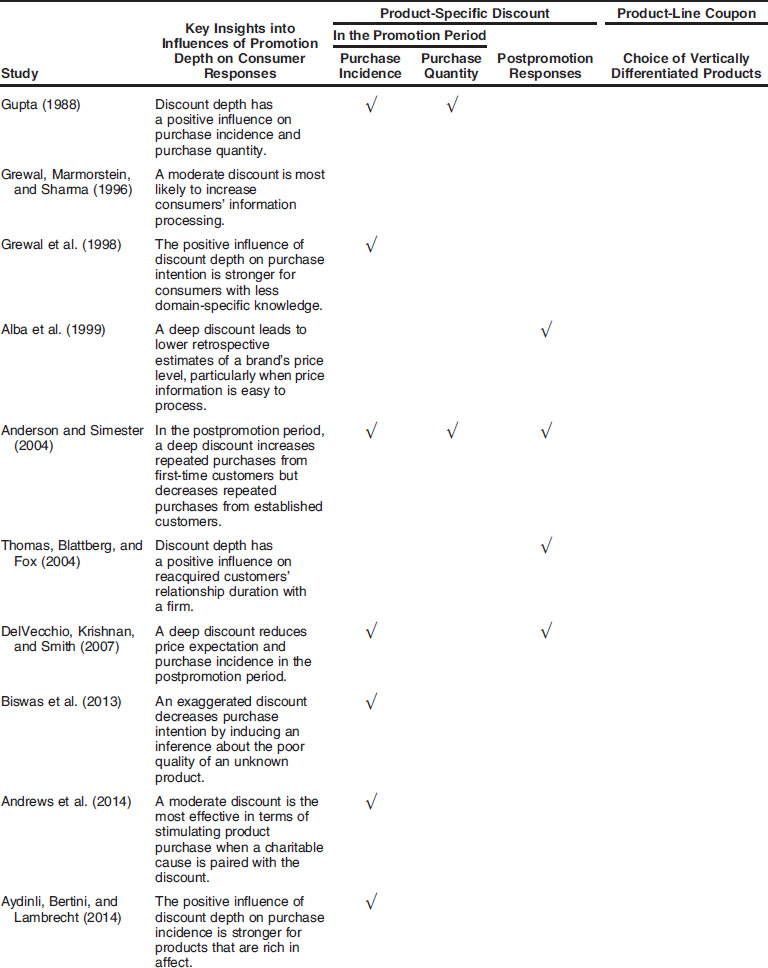 Product-Specific Discount Product-Line Coupon
Key Insights into
Influences of Promotion
Depth on Consumer
Responses
In the Promotion Period
Study
Purchase
Incidence
Purchase
Quantity
Postpromotion
Responses
Choice of Vertically
Differentiated Products
Gupta (1988)
Discount depth has
a positive influence on
purchase incidence and
purchase quantity.
√ √
Grewal, Marmorstein,
and Sharma (1996)
A moderate discount is most
likely to increase
consumers’ information
processing.
Grewal et al. (1998)
The positive influence of
discount depth on purchase
intention is stronger for
consumers with less
domain-specific knowledge.
√
Alba et al. (1999)
A deep discount leads to
lower retrospective
estimates of a brand’s price
level, particularly when price
information is easy to
process.
√
Anderson and Simester
(2004)
In the postpromotion period,
a deep discount increases
repeated purchases from
first-time customers but
decreases repeated
purchases from established
customers.
√ √ √
Thomas, Blattberg, and
Fox (2004)
Discount depth has
a positive influence on
reacquired customers’
relationship duration with
a firm.
√
DelVecchio, Krishnan,
and Smith (2007)
A deep discount reduces
price expectation and
purchase incidence in the
postpromotion period.
√ √
Biswas et al. (2013)
An exaggerated discount
decreases purchase
intention by inducing an
inference about the poor
quality of an unknown
product.
√
Andrews et al. (2014)
A moderate discount is the
most effective in terms of
stimulating product
purchase when a charitable
cause is paired with the
discount.
√
Aydinli, Bertini, and
Lambrecht (2014)
The positive influence of
discount depth on purchase
incidence is stronger for
products that are rich in
affect.
√